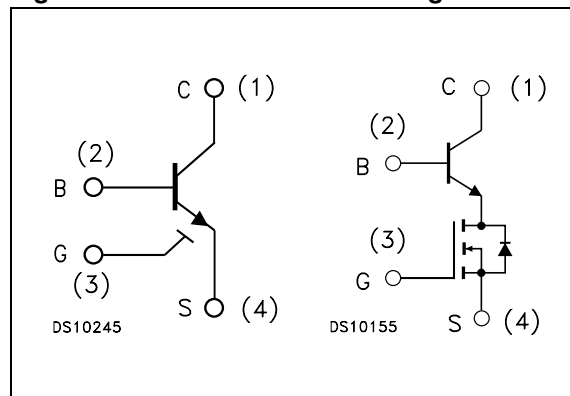 C (1)
(2)
B
G
(3)
S (4)
DS10245
C (1)
(2)
B
(3)
G
S (4)
DS10155